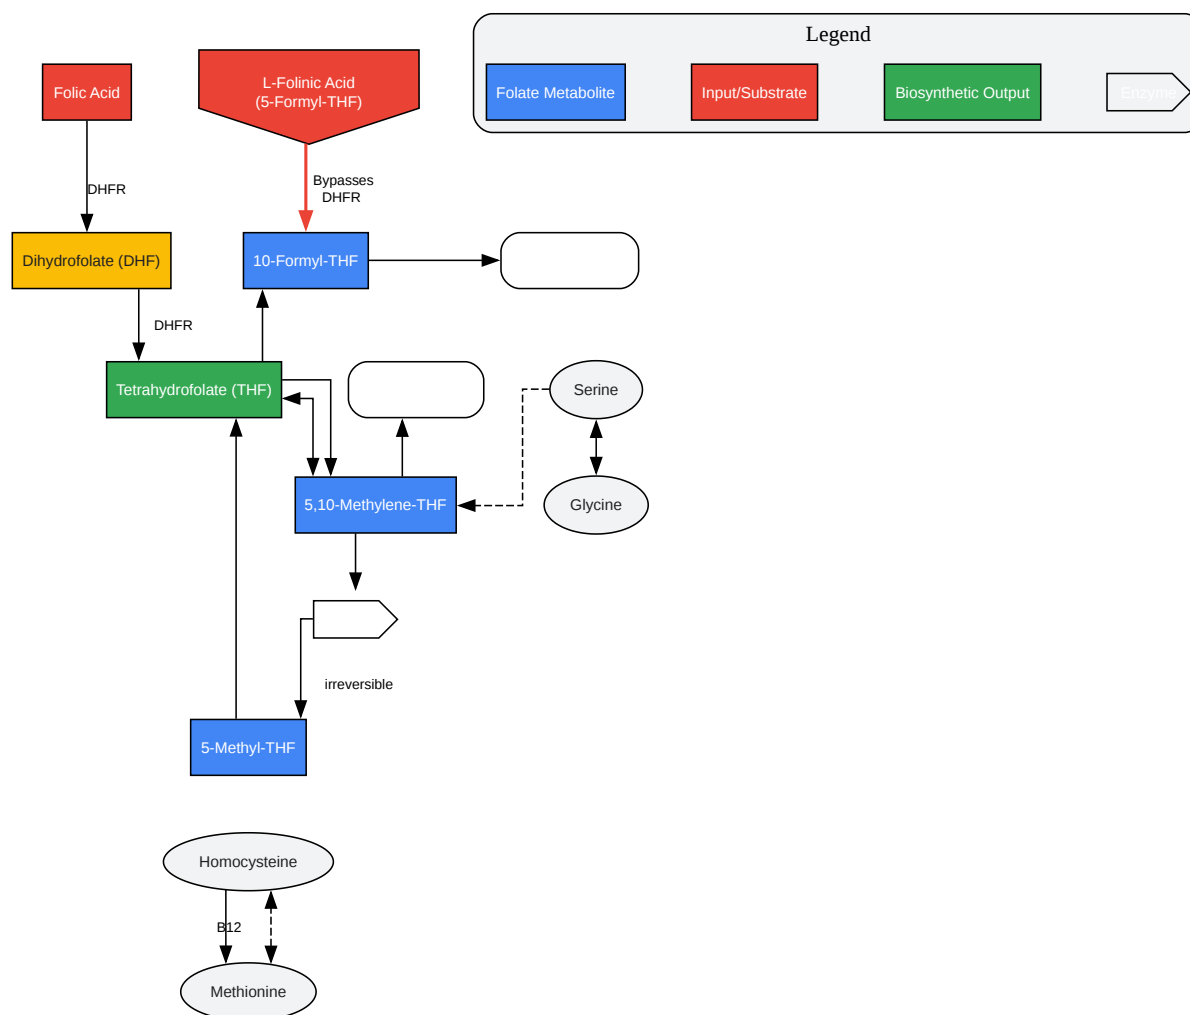 Legend
Folic Acid
L-Folinic Acid
(5-Formyl-THF)
Folate Metabolite
Input/Substrate
Biosynthetic Output
Enzyme
DHFR
Bypasses
DHFR
Dihydrofolate (DHF)
10-Formyl-THF
DHFR
Tetrahydrofolate (THF)
Serine
5,10-Methylene-THF
Glycine
irreversible
5-Methyl-THF
Homocysteine
B12
Methionine